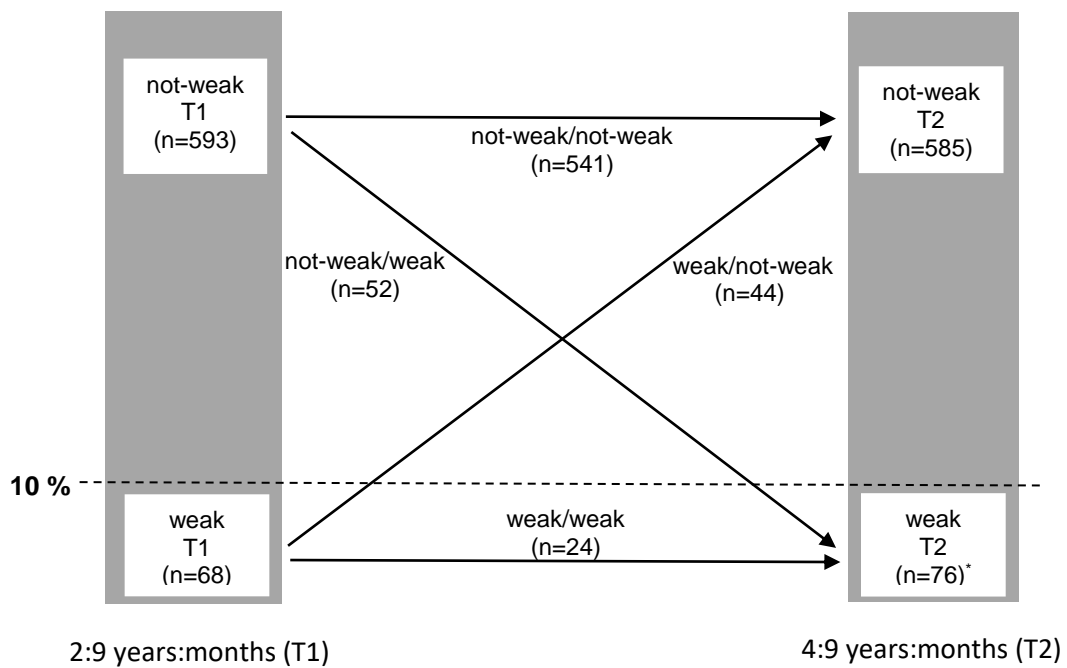 not-weak
T1
(n=593)
not-weak
T2
(n=585)
not-weak/not-weak
(n=541)
not-weak/weak
(n=52)
weak/not-weak
(n=44)
10 %
weak
T1
(n=68)
weak/weak
(n=24)
weak
T2
(n=76)*
2:9 years:months (T1)
4:9 years:months (T2)